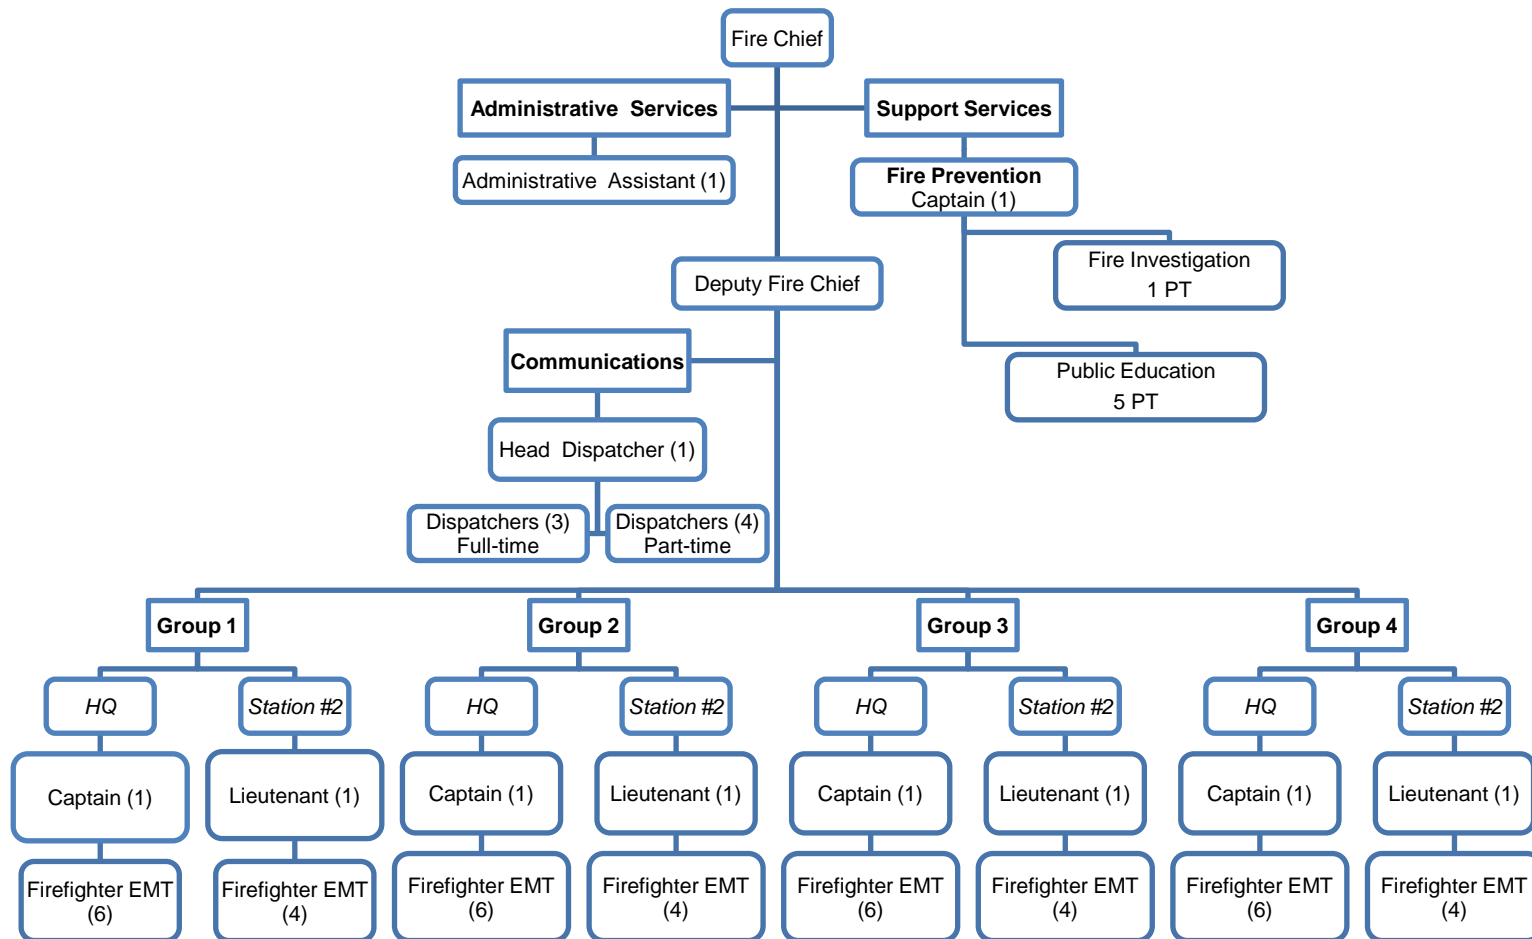 Fire Chief
Administrative Services
Support Services
Administrative Assistant (1)
Fire Prevention
Captain (1)
Fire Investigation
1 PT
Deputy Fire Chief
Communications
Public Education
5 PT
Head Dispatcher (1)
Dispatchers (3)
Full-time
Dispatchers (4)
Part-time
Group 1
Group 2
Group 3
Group 4
HQ
Station #2
HQ
Station #2
HQ
Station #2
HQ
Station #2
Captain (1)
Lieutenant (1)
Captain (1)
Lieutenant (1)
Captain (1)
Lieutenant (1)
Captain (1)
Lieutenant (1)
Firefighter EMT
(6)
Firefighter EMT
(4)
Firefighter EMT
(6)
Firefighter EMT
(4)
Firefighter EMT
(6)
Firefighter EMT
(4)
Firefighter EMT
(6)
Firefighter EMT
(4)